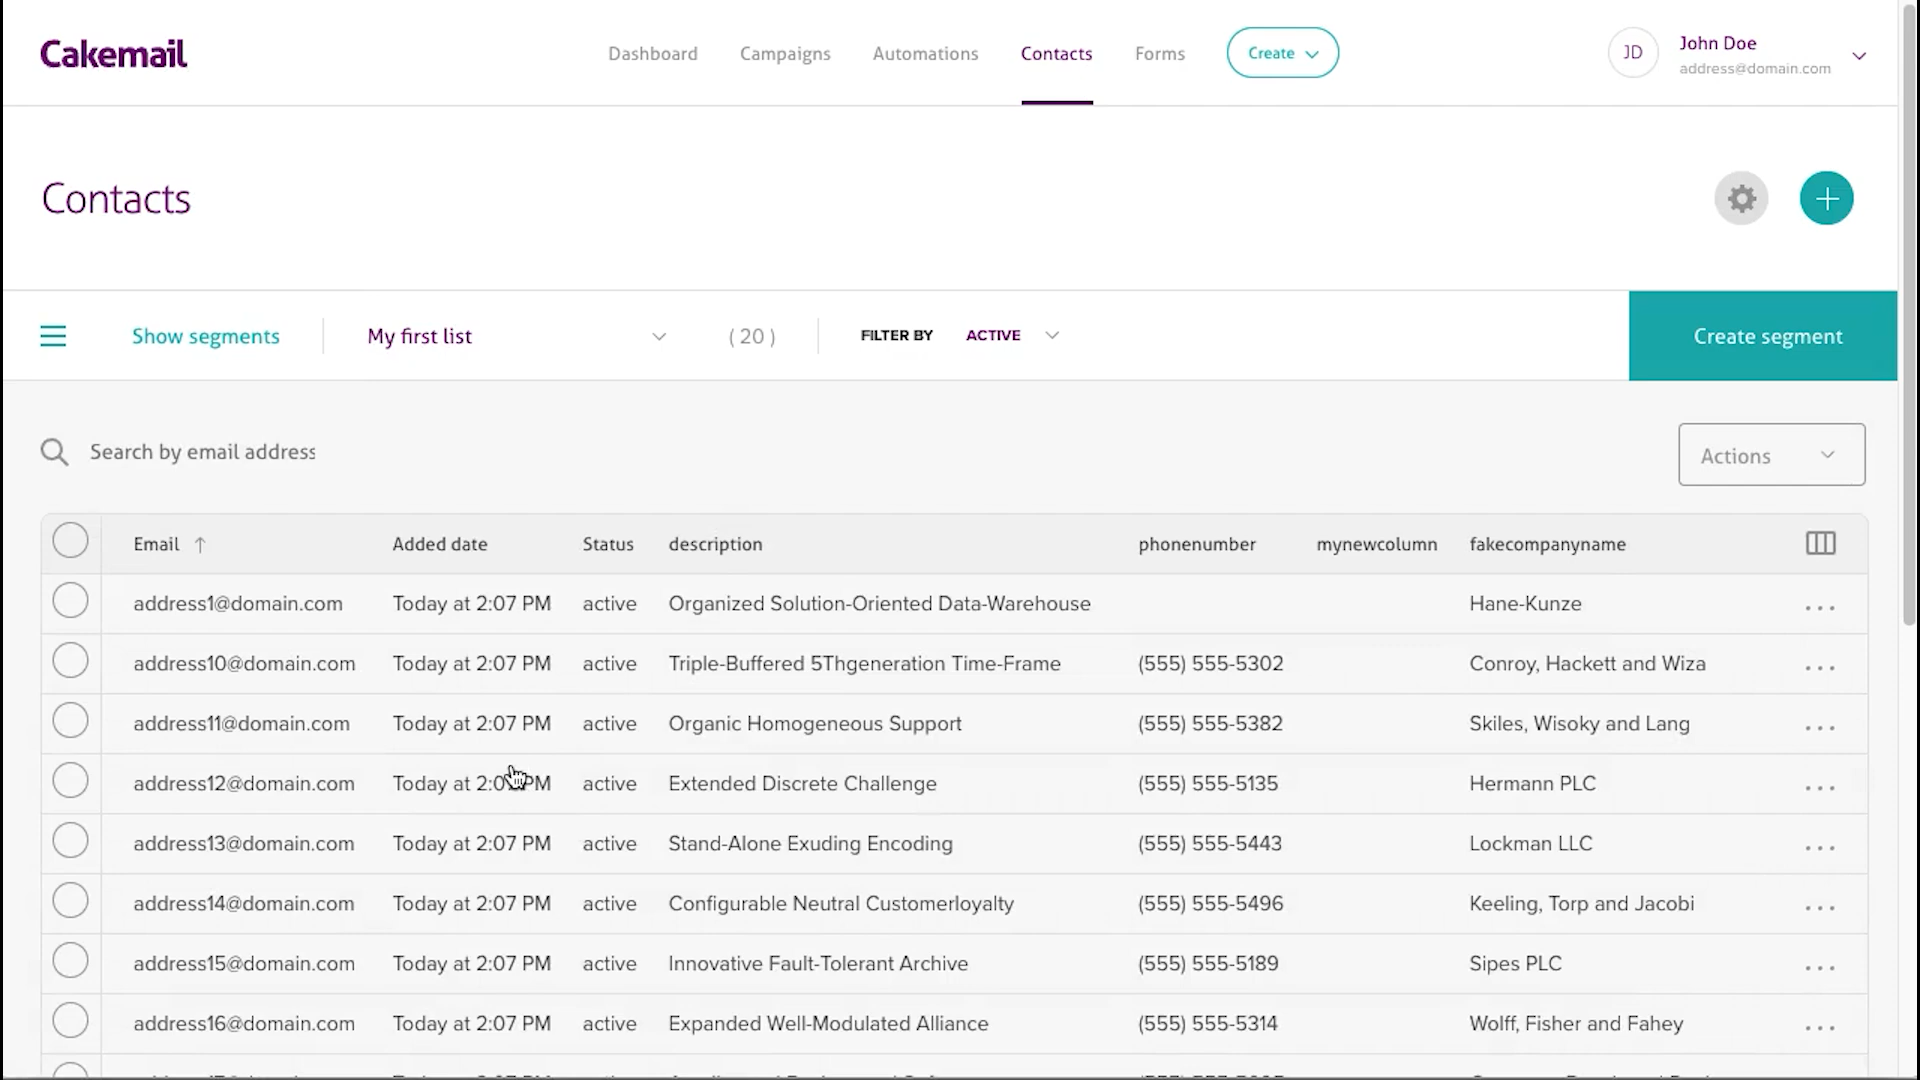 Cakemail Dashboard Campaigns Automations Contacts Forms Create JD John Doe
address@domain.com
Contacts
Show segments My first list ( 20 ) FILTER BY ACTIVE Create segment
Search by email address Actions
Email ↑ Added date Status description phonenumber mynewcolumn fakecompanyname
address1@domain.com Today at 2:07 PM active Organized Solution-Oriented Data-Warehouse Hane-Kunze ...
address10@domain.com Today at 2:07 PM active Triple-Buffered 5Thgeneration Time-Frame (555) 555-5302 Conroy, Hackett and Wiza ...
address11@domain.com Today at 2:07 PM active Organic Homogeneous Support (555) 555-5382 Skiles, Wisoky and Lang ...
address12@domain.com Today at 2:07 PM active Extended Discrete Challenge (555) 555-5135 Hermann PLC ...
address13@domain.com Today at 2:07 PM active Stand-Alone Exuding Encoding (555) 555-5443 Lockman LLC ...
address14@domain.com Today at 2:07 PM active Configurable Neutral Customerloyalty (555) 555-5496 Keeling, Torp and Jacobi ...
address15@domain.com Today at 2:07 PM active Innovative Fault-Tolerant Archive (555) 555-5189 Sipes PLC ...
address16@domain.com Today at 2:07 PM active Expanded Well-Modulated Alliance (555) 555-5314 Wolff, Fisher and Fahey ...